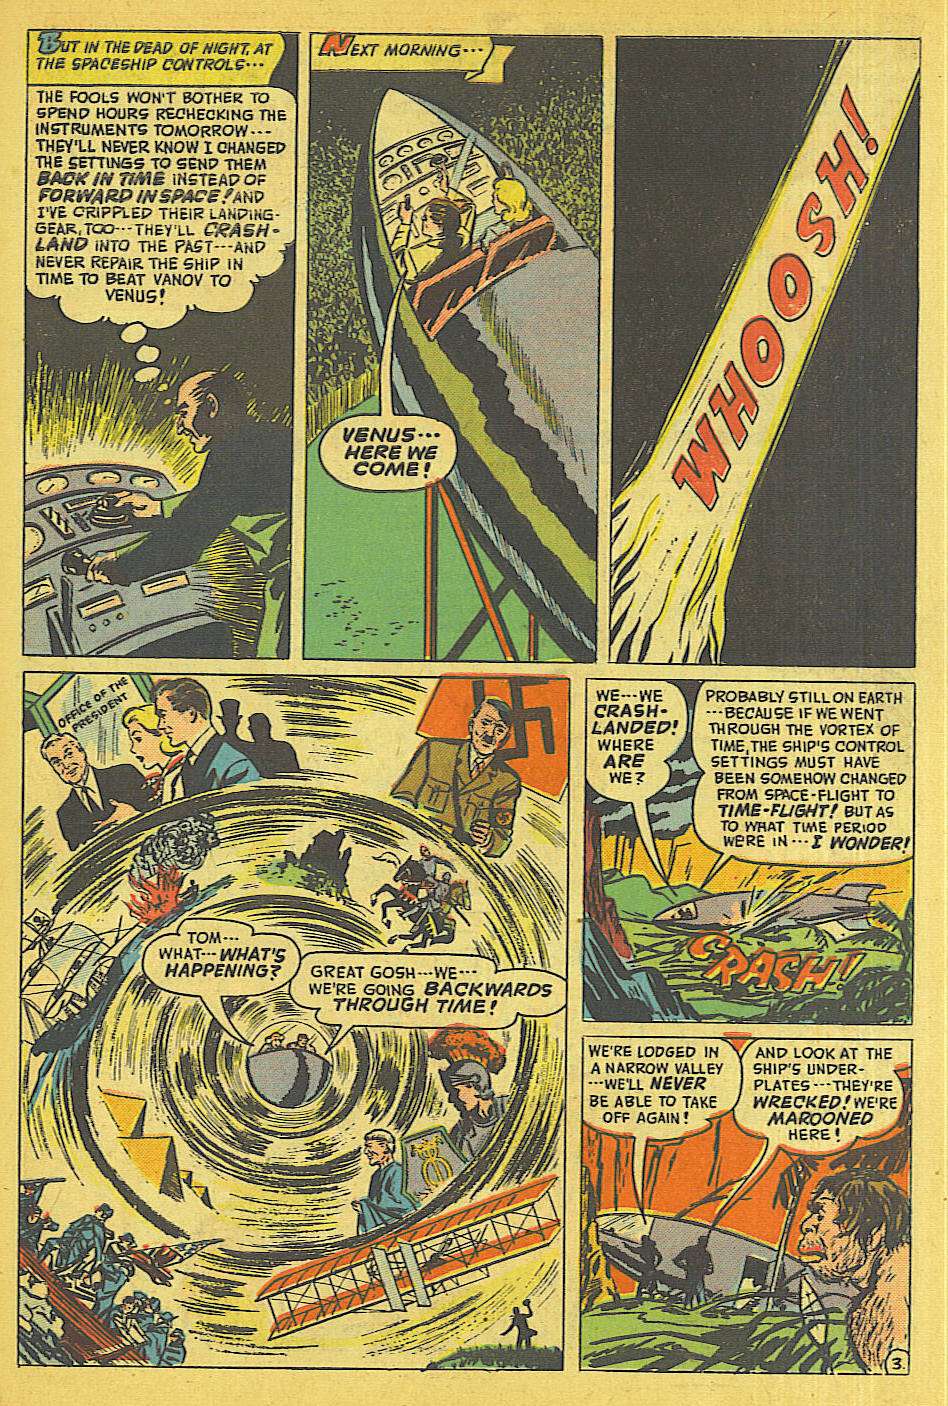 BUT IN THE DEAD OF NIGHT, AT
THE SPACESHIP CONTROLS---
THE FOOLS WON'T BOTHER TO
SPEND HOURS RECHECKING THE
INSTRUMENTS TOMORROW---
THEY'LL NEVER KNOW I CHANGED
THE SETTINGS TO SEND THEM
BACK IN TIME INSTEAD OF
FORWARD IN SPACE! AND
I'VE CRIPPLED THEIR LANDING-
GEAR, TOO---THEY'LL CRASH-
LAND INTO THE PAST---AND
NEVER REPAIR THE SHIP IN
TIME TO BEAT VANOV TO
VENUS!
NEXT MORNING---
VENUS---
HERE WE
COME!
WHOOSH!
OFFICE OF THE
PRESIDENT
TOM---
WHAT---WHAT'S
HAPPENING?
GREAT GOSH---WE---
WE'RE GOING BACKWARDS
THROUGH TIME!
WE---WE
CRASH-
LANDED!
WHERE
ARE
WE?
PROBABLY STILL ON EARTH
---BECAUSE IF WE WENT
THROUGH THE VORTEX OF
TIME, THE SHIP'S CONTROL
SETTINGS MUST HAVE
BEEN SOMEHOW CHANGED
FROM SPACE-FLIGHT TO
TIME-FLIGHT! BUT AS
TO WHAT TIME PERIOD
WE'RE IN---I WONDER!
CRASH!
WE'RE LODGED IN
A NARROW VALLEY
---WE'LL NEVER
BE ABLE TO TAKE
OFF AGAIN!
AND LOOK AT THE
SHIP'S UNDER-
PLATES---THEY'RE
WRECKED! WE'RE
MAROONED
HERE!
3